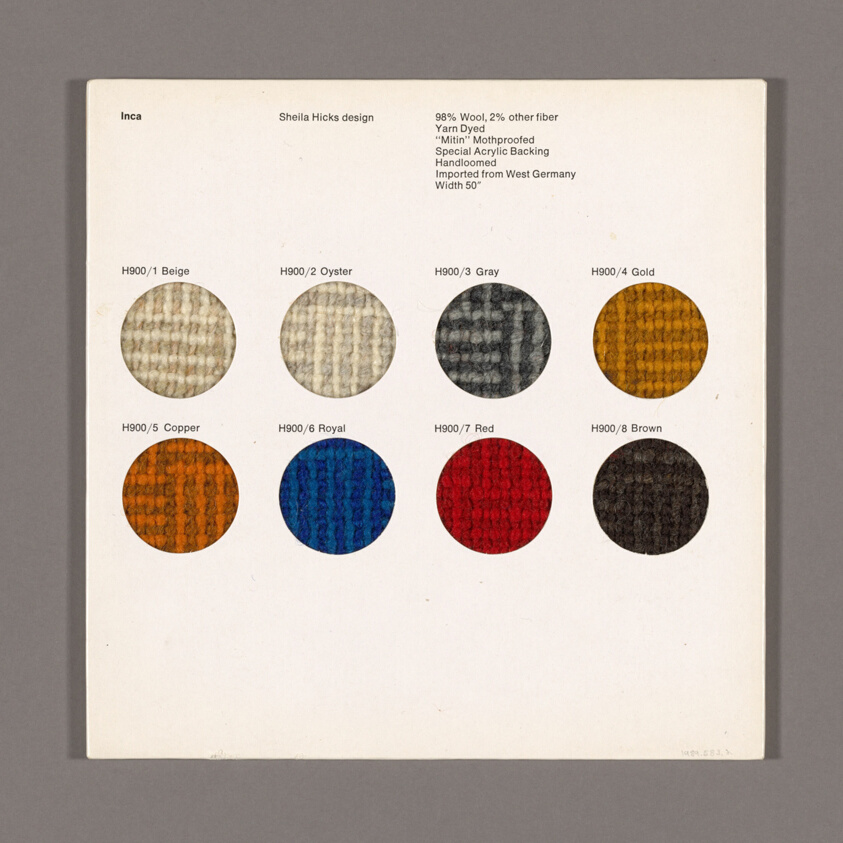 Inca
Sheila Hicks design
98% Wool, 2% other fiber
Yarn Dyed
“Mitin” Mothproofed
Special Acrylic Backing
Handloomed
Imported from West Germany
Width 50″
H900/1 Beige
H900/2 Oyster
H900/3 Gray
H900/4 Gold
H900/5 Copper
H900/6 Royal
H900/7 Red
H900/8 Brown